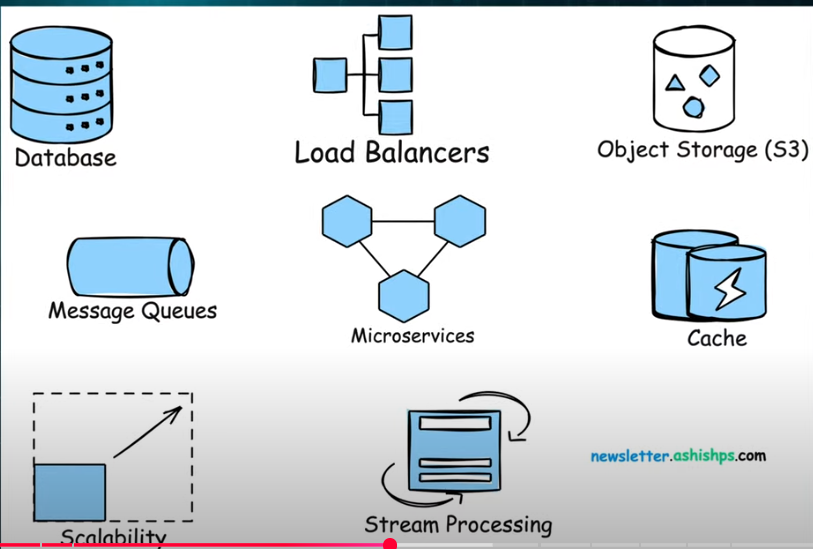 Database
Load Balancers
Object Storage (S3)
Message Queues
Microservices
Cache
Scalability
Stream Processing
newsletter.ashishps.com